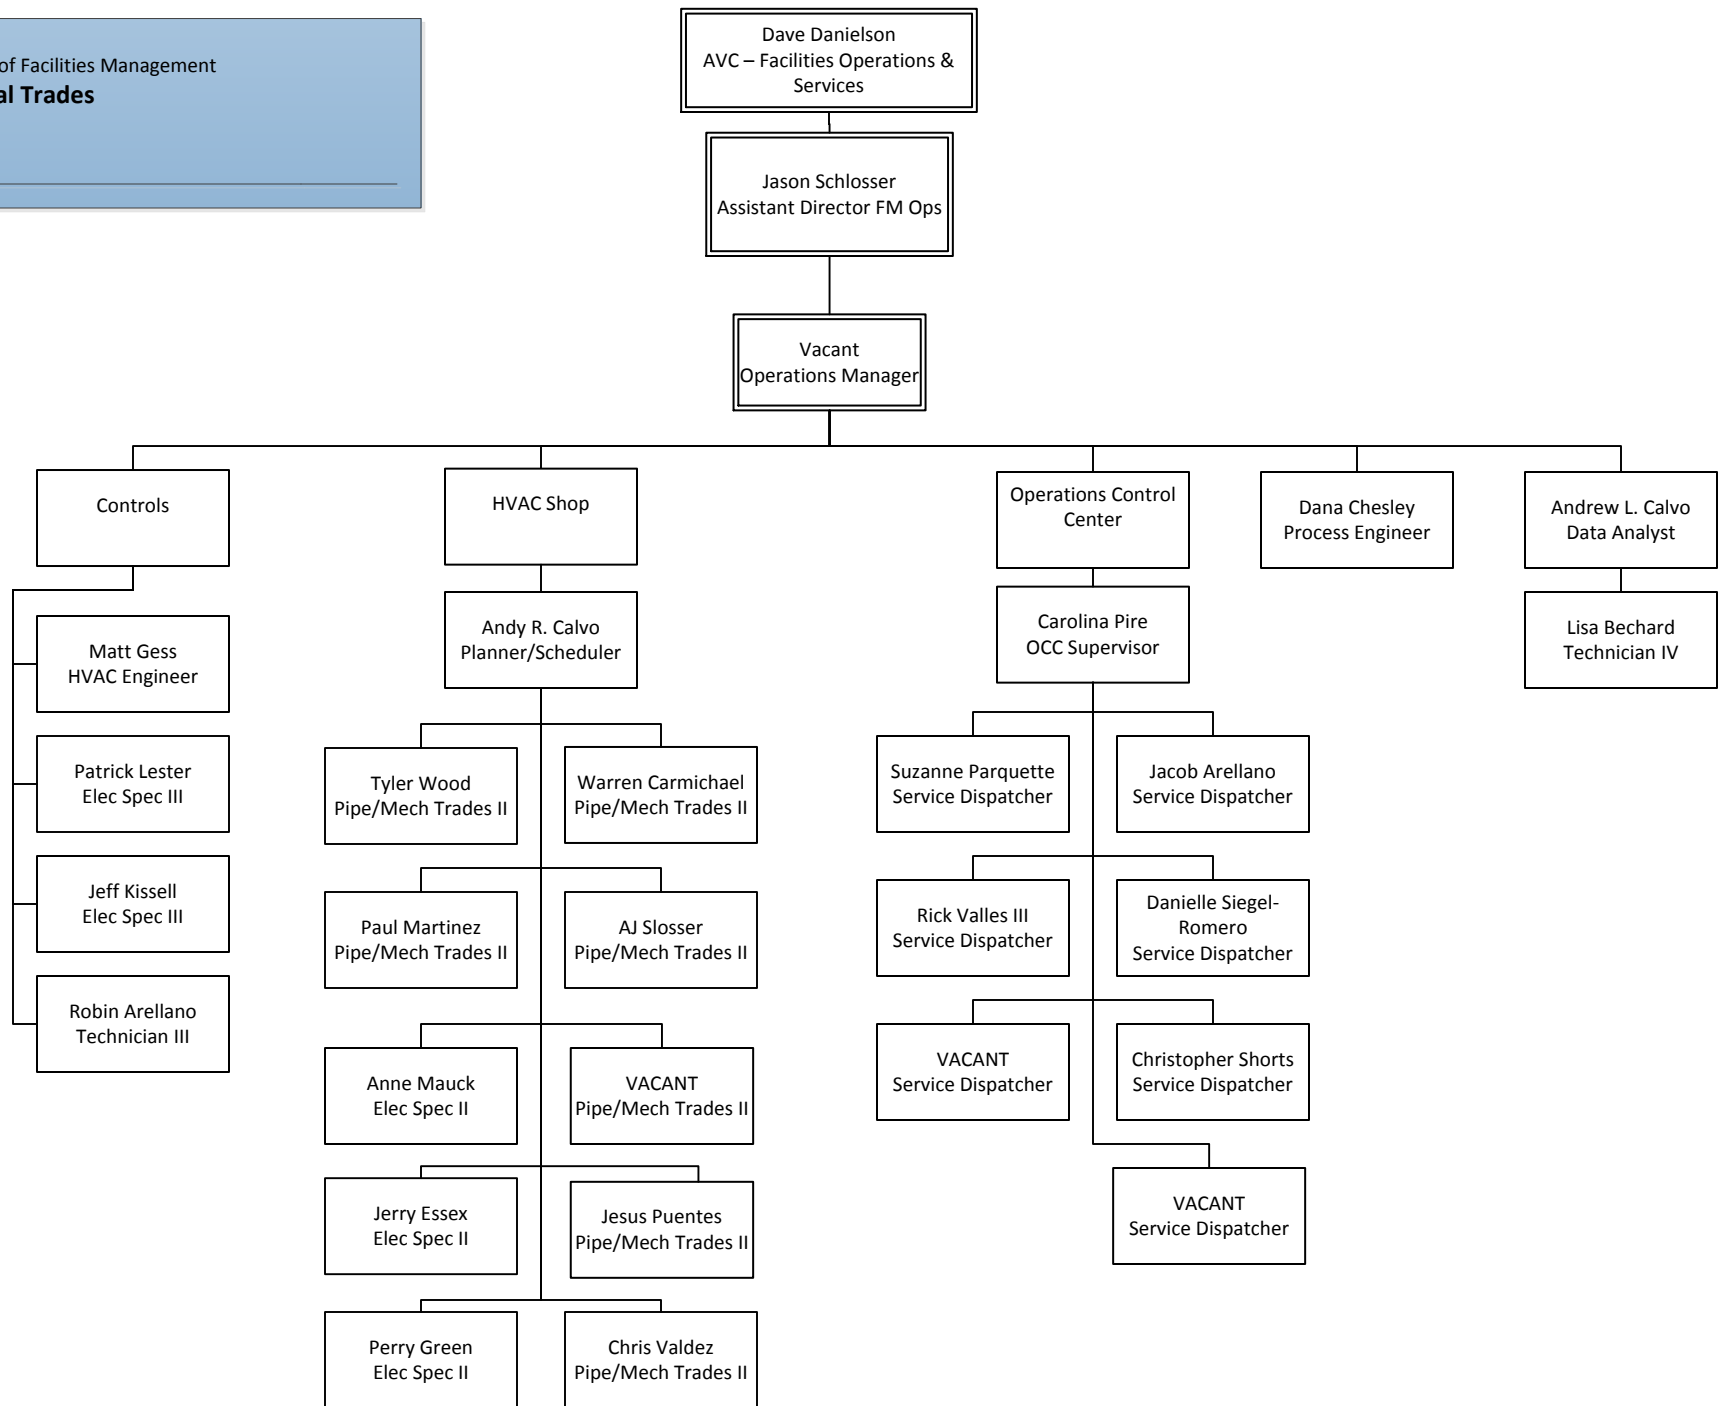 of Facilities Management
al Trades
Dave Danielson
AVC – Facilities Operations &
Services
Jason Schlosser
Assistant Director FM Ops
Vacant
Operations Manager
Controls
HVAC Shop
Operations Control
Center
Dana Chesley
Process Engineer
Andrew L. Calvo
Data Analyst
Matt Gess
HVAC Engineer
Patrick Lester
Elec Spec III
Jeff Kissell
Elec Spec III
Robin Arellano
Technician III
Andy R. Calvo
Planner/Scheduler
Tyler Wood
Pipe/Mech Trades II
Warren Carmichael
Pipe/Mech Trades II
Paul Martinez
Pipe/Mech Trades II
AJ Slosser
Pipe/Mech Trades II
Anne Mauck
Elec Spec II
VACANT
Pipe/Mech Trades II
Jerry Essex
Elec Spec II
Jesus Puentes
Pipe/Mech Trades II
Perry Green
Elec Spec II
Chris Valdez
Pipe/Mech Trades II
Carolina Pire
OCC Supervisor
Suzanne Parquette
Service Dispatcher
Jacob Arellano
Service Dispatcher
Rick Valles III
Service Dispatcher
Danielle Siegel-
Romero
Service Dispatcher
VACANT
Service Dispatcher
Christopher Shorts
Service Dispatcher
VACANT
Service Dispatcher
Lisa Bechard
Technician IV